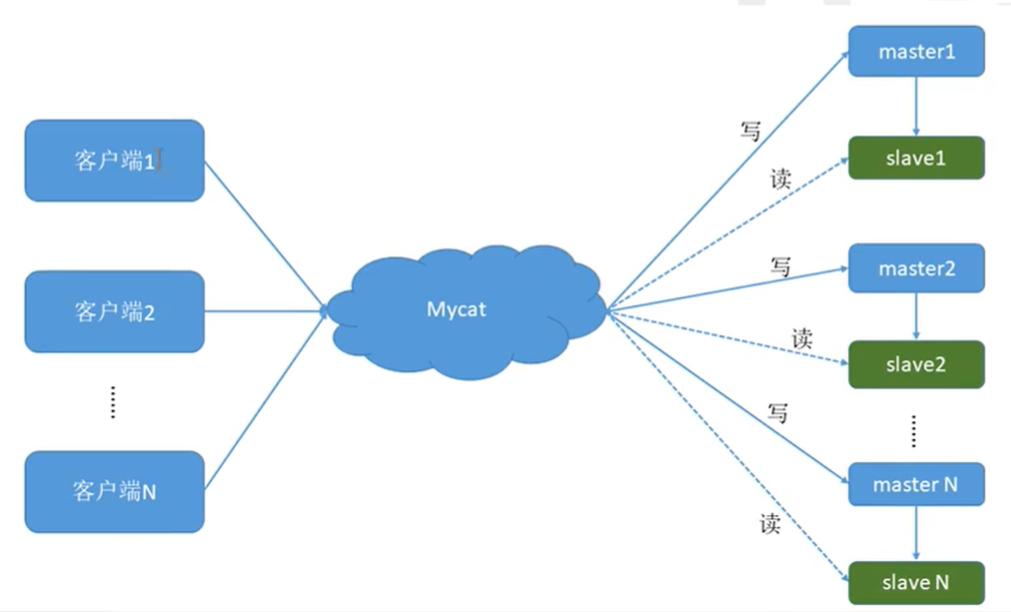 客户端1
客户端2
客户端N
Mycat
写
读
写
读
写
读
master1
slave1
master2
slave2
master N
slave N